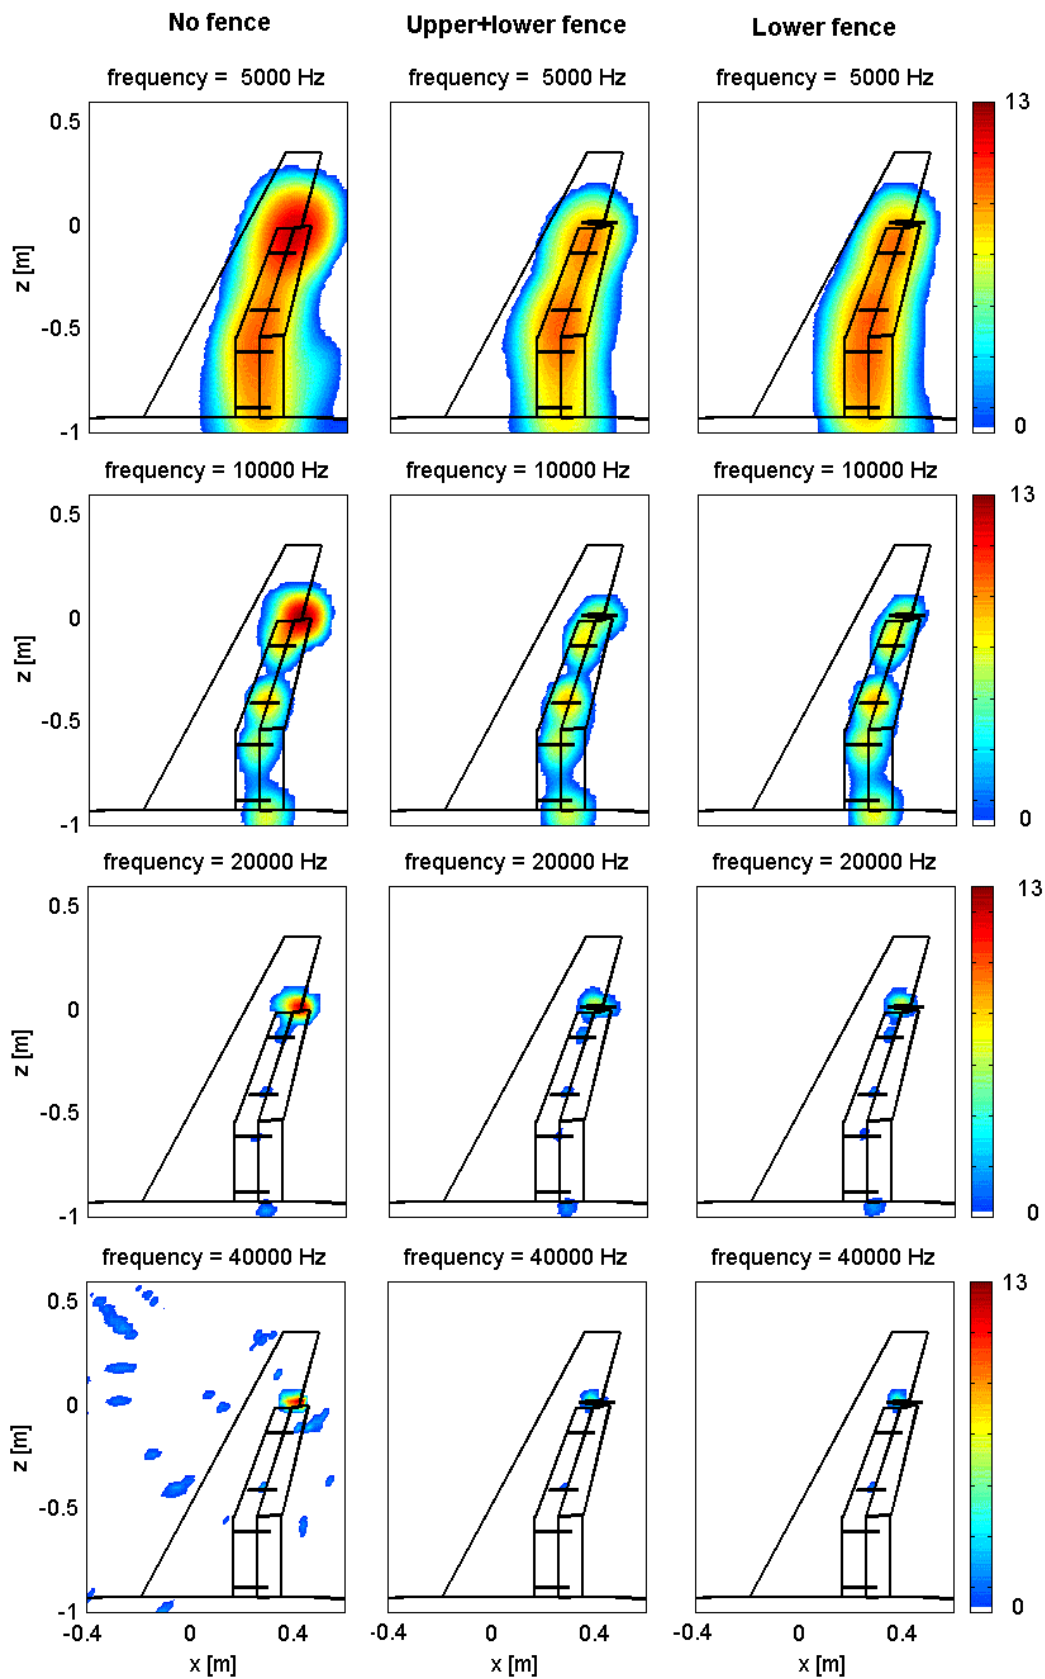 No fence Upper+lower fence Lower fence
frequency =  5000 Hz frequency =  5000 Hz frequency =  5000 Hz
0.5
0
-0.5
-1
z [m]
13
0
frequency = 10000 Hz frequency = 10000 Hz frequency = 10000 Hz
0.5
0
-0.5
-1
z [m]
13
0
frequency = 20000 Hz frequency = 20000 Hz frequency = 20000 Hz
0.5
0
-0.5
-1
z [m]
13
0
frequency = 40000 Hz frequency = 40000 Hz frequency = 40000 Hz
0.5
0
-0.5
-1
z [m]
13
0
-0.4 0 0.4 -0.4 0 0.4 -0.4 0 0.4
x [m] x [m] x [m]